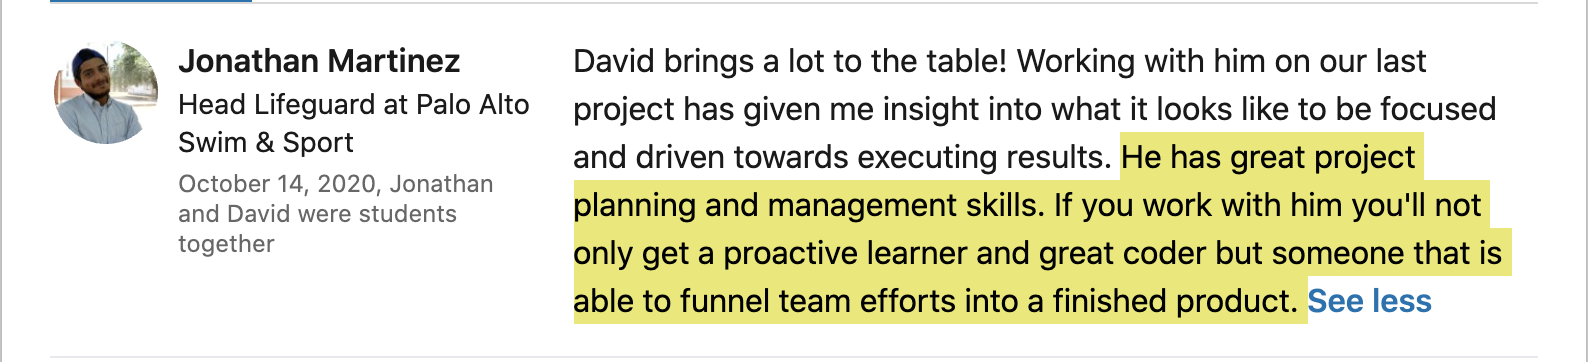 Jonathan Martinez
Head Lifeguard at Palo Alto
Swim & Sport
October 14, 2020, Jonathan
and David were students
together
David brings a lot to the table! Working with him on our last
project has given me insight into what it looks like to be focused
and driven towards executing results. He has great project
planning and management skills. If you work with him you'll not
only get a proactive learner and great coder but someone that is
able to funnel team efforts into a finished product. See less